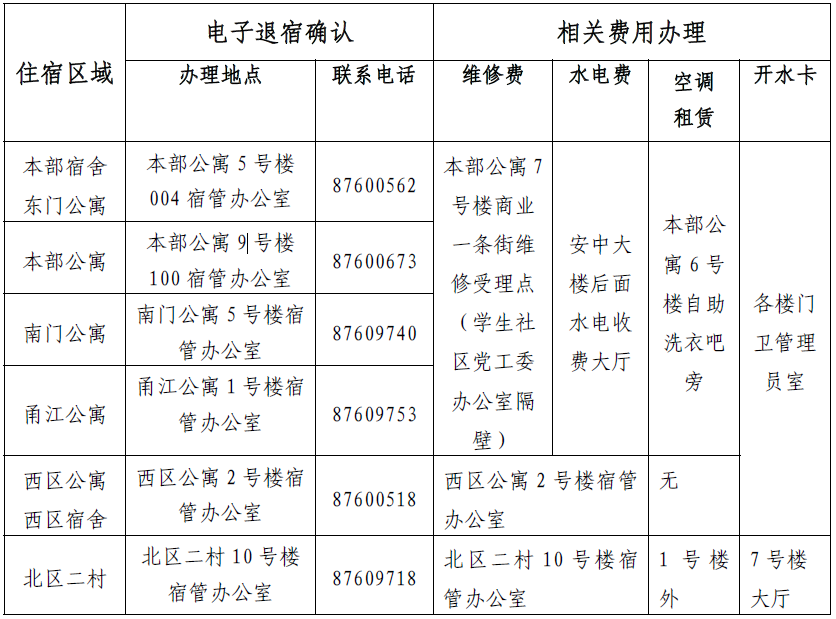 住宿区域
电子退宿确认
相关费用办理
办理地点
联系电话
维修费
水电费
空调
租赁
开水卡
本部宿舍
东门公寓
本部公寓 5 号楼
004 宿管办公室
87600562
本部公寓 7
号楼商业
一条街维
修受理点
（学生社
区党工委
办公室隔
壁）
安中大
楼后面
水电收
费大厅
本部公
寓 6 号
楼自助
洗衣吧
旁
各楼门
卫管理
员室
本部公寓
本部公寓 9 号楼
100 宿管办公室
87600673
南门公寓
南门公寓 5 号楼宿
管办公室
87609740
甬江公寓
甬江公寓 1 号楼宿
管办公室
87609753
西区公寓
西区宿舍
西区公寓 2 号楼宿
管办公室
87600518
西区公寓 2 号楼宿管
办公室
无
北区二村
北区二村 10 号楼
宿管办公室
87609718
北区二村 10 号楼宿
管办公室
1 号楼
外
7 号楼
大厅